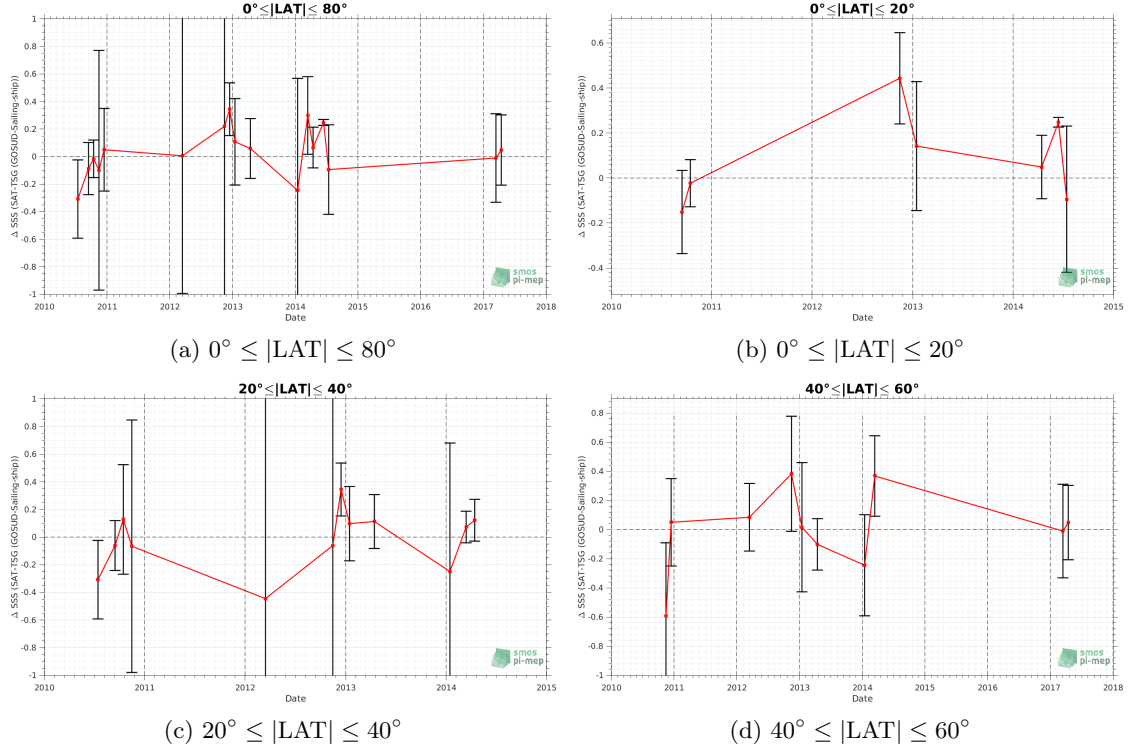 0°≤|LAT|≤ 80°
1
0.8
0.6
0.4
0.2
0
-0.2
-0.4
-0.6
-0.8
-1
Δ SSS (SAT-TSG (GOSUD-Sailing-ship))
2010 2011 2012 2013 2014 2015 2016 2017 2018
Date
smos
pi-mep
(a) 0° ≤ |LAT| ≤ 80°
0°≤|LAT|≤ 20°
0.6
0.4
0.2
0
-0.2
-0.4
Δ SSS (SAT-TSG (GOSUD-Sailing-ship))
2010 2011 2012 2013 2014 2015
Date
smos
pi-mep
(b) 0° ≤ |LAT| ≤ 20°
20°≤|LAT|≤ 40°
1
0.8
0.6
0.4
0.2
0
-0.2
-0.4
-0.6
-0.8
-1
Δ SSS (SAT-TSG (GOSUD-Sailing-ship))
2010 2011 2012 2013 2014 2015
Date
smos
pi-mep
(c) 20° ≤ |LAT| ≤ 40°
40°≤|LAT|≤ 60°
0.8
0.6
0.4
0.2
0
-0.2
-0.4
-0.6
-0.8
-1
Δ SSS (SAT-TSG (GOSUD-Sailing-ship))
2010 2011 2012 2013 2014 2015 2016 2017 2018
Date
smos
pi-mep
(d) 40° ≤ |LAT| ≤ 60°